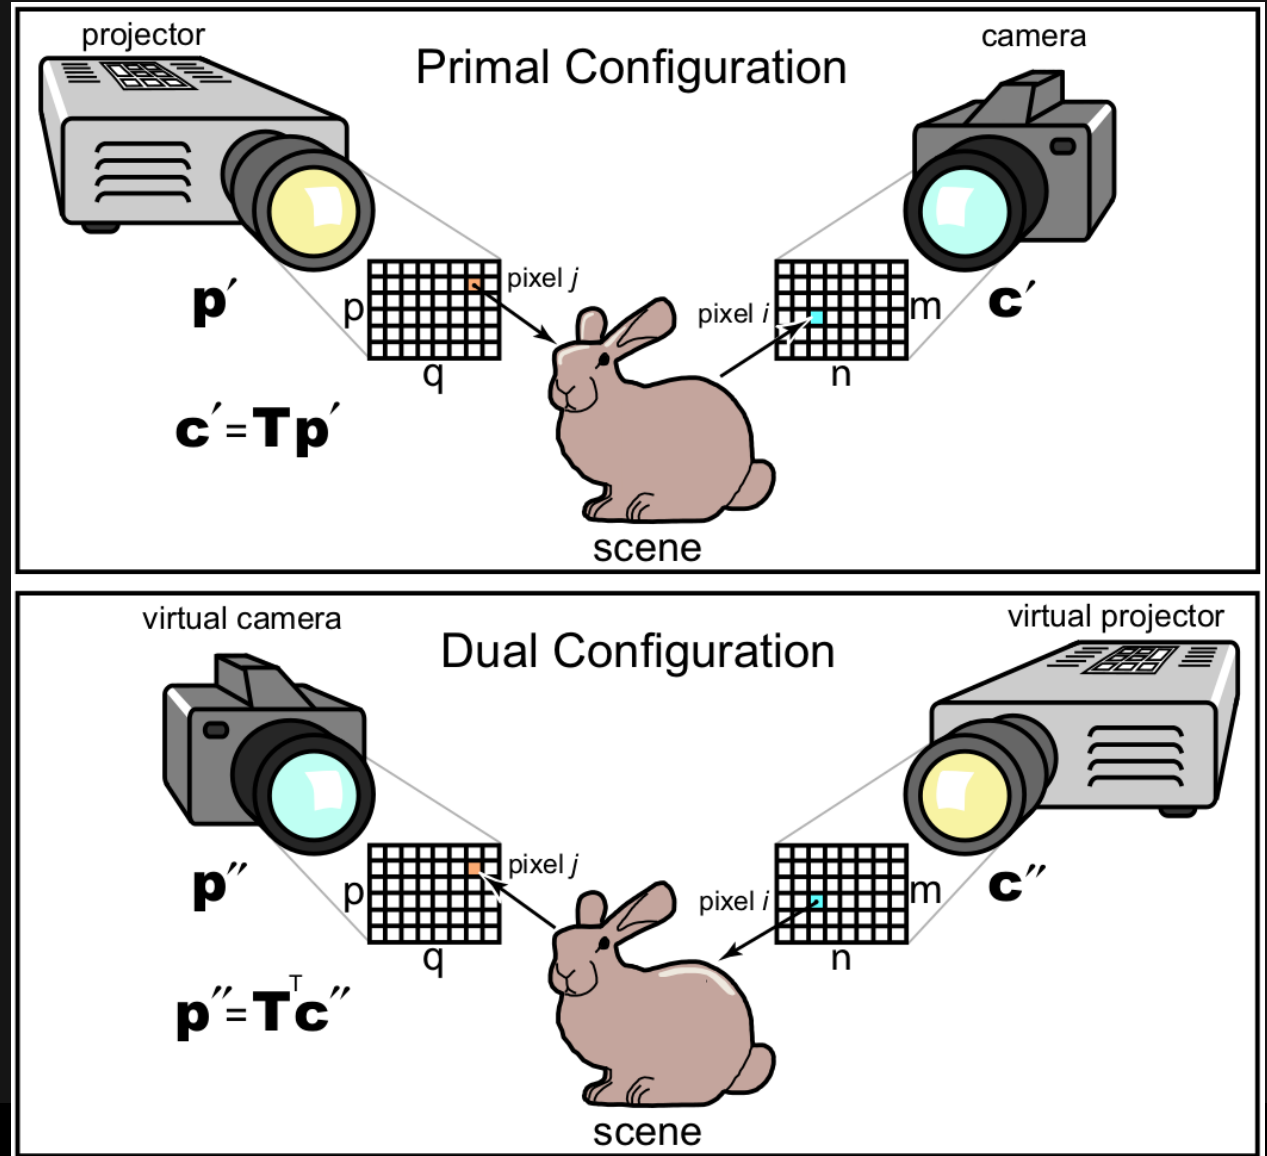 projector
Primal Configuration
camera
p′
p
q
pixel j
pixel i
m
n
c′
c′=Tp′
scene
virtual camera
Dual Configuration
virtual projector
p″
p
q
pixel j
pixel i
m
n
c″
p″=Tᵀc″
scene